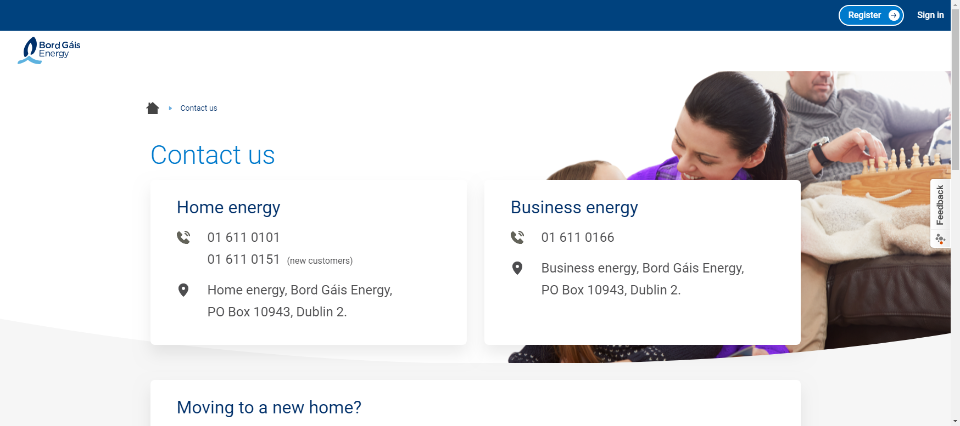 Register
Sign in
Bord Gáis
Energy
Contact us
Contact us
Home energy
01 611 0101
01 611 0151 (new customers)
Home energy, Bord Gáis Energy,
PO Box 10943, Dublin 2.
Business energy
01 611 0166
Business energy, Bord Gáis Energy,
PO Box 10943, Dublin 2.
Feedback
Moving to a new home?